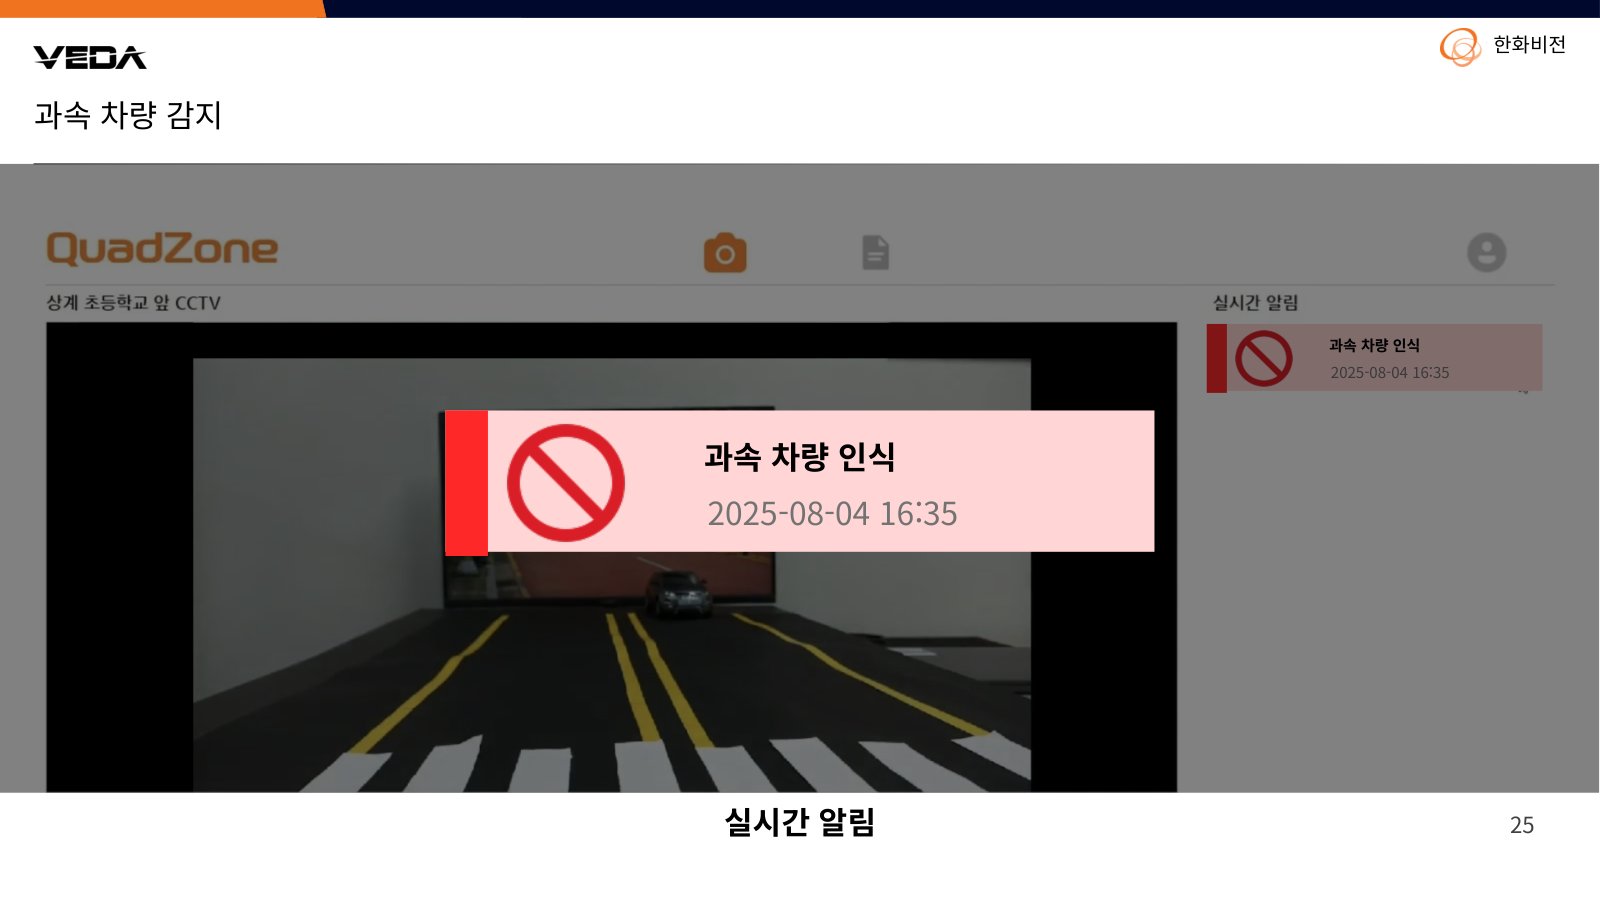 VEDA
한화비전
과속 차량 감지
QuadZone
상계 초등학교 앞 CCTV
실시간 알림
과속 차량 인식
2025-08-04 16:35
과속 차량 인식
2025-08-04 16:35
실시간 알림
25